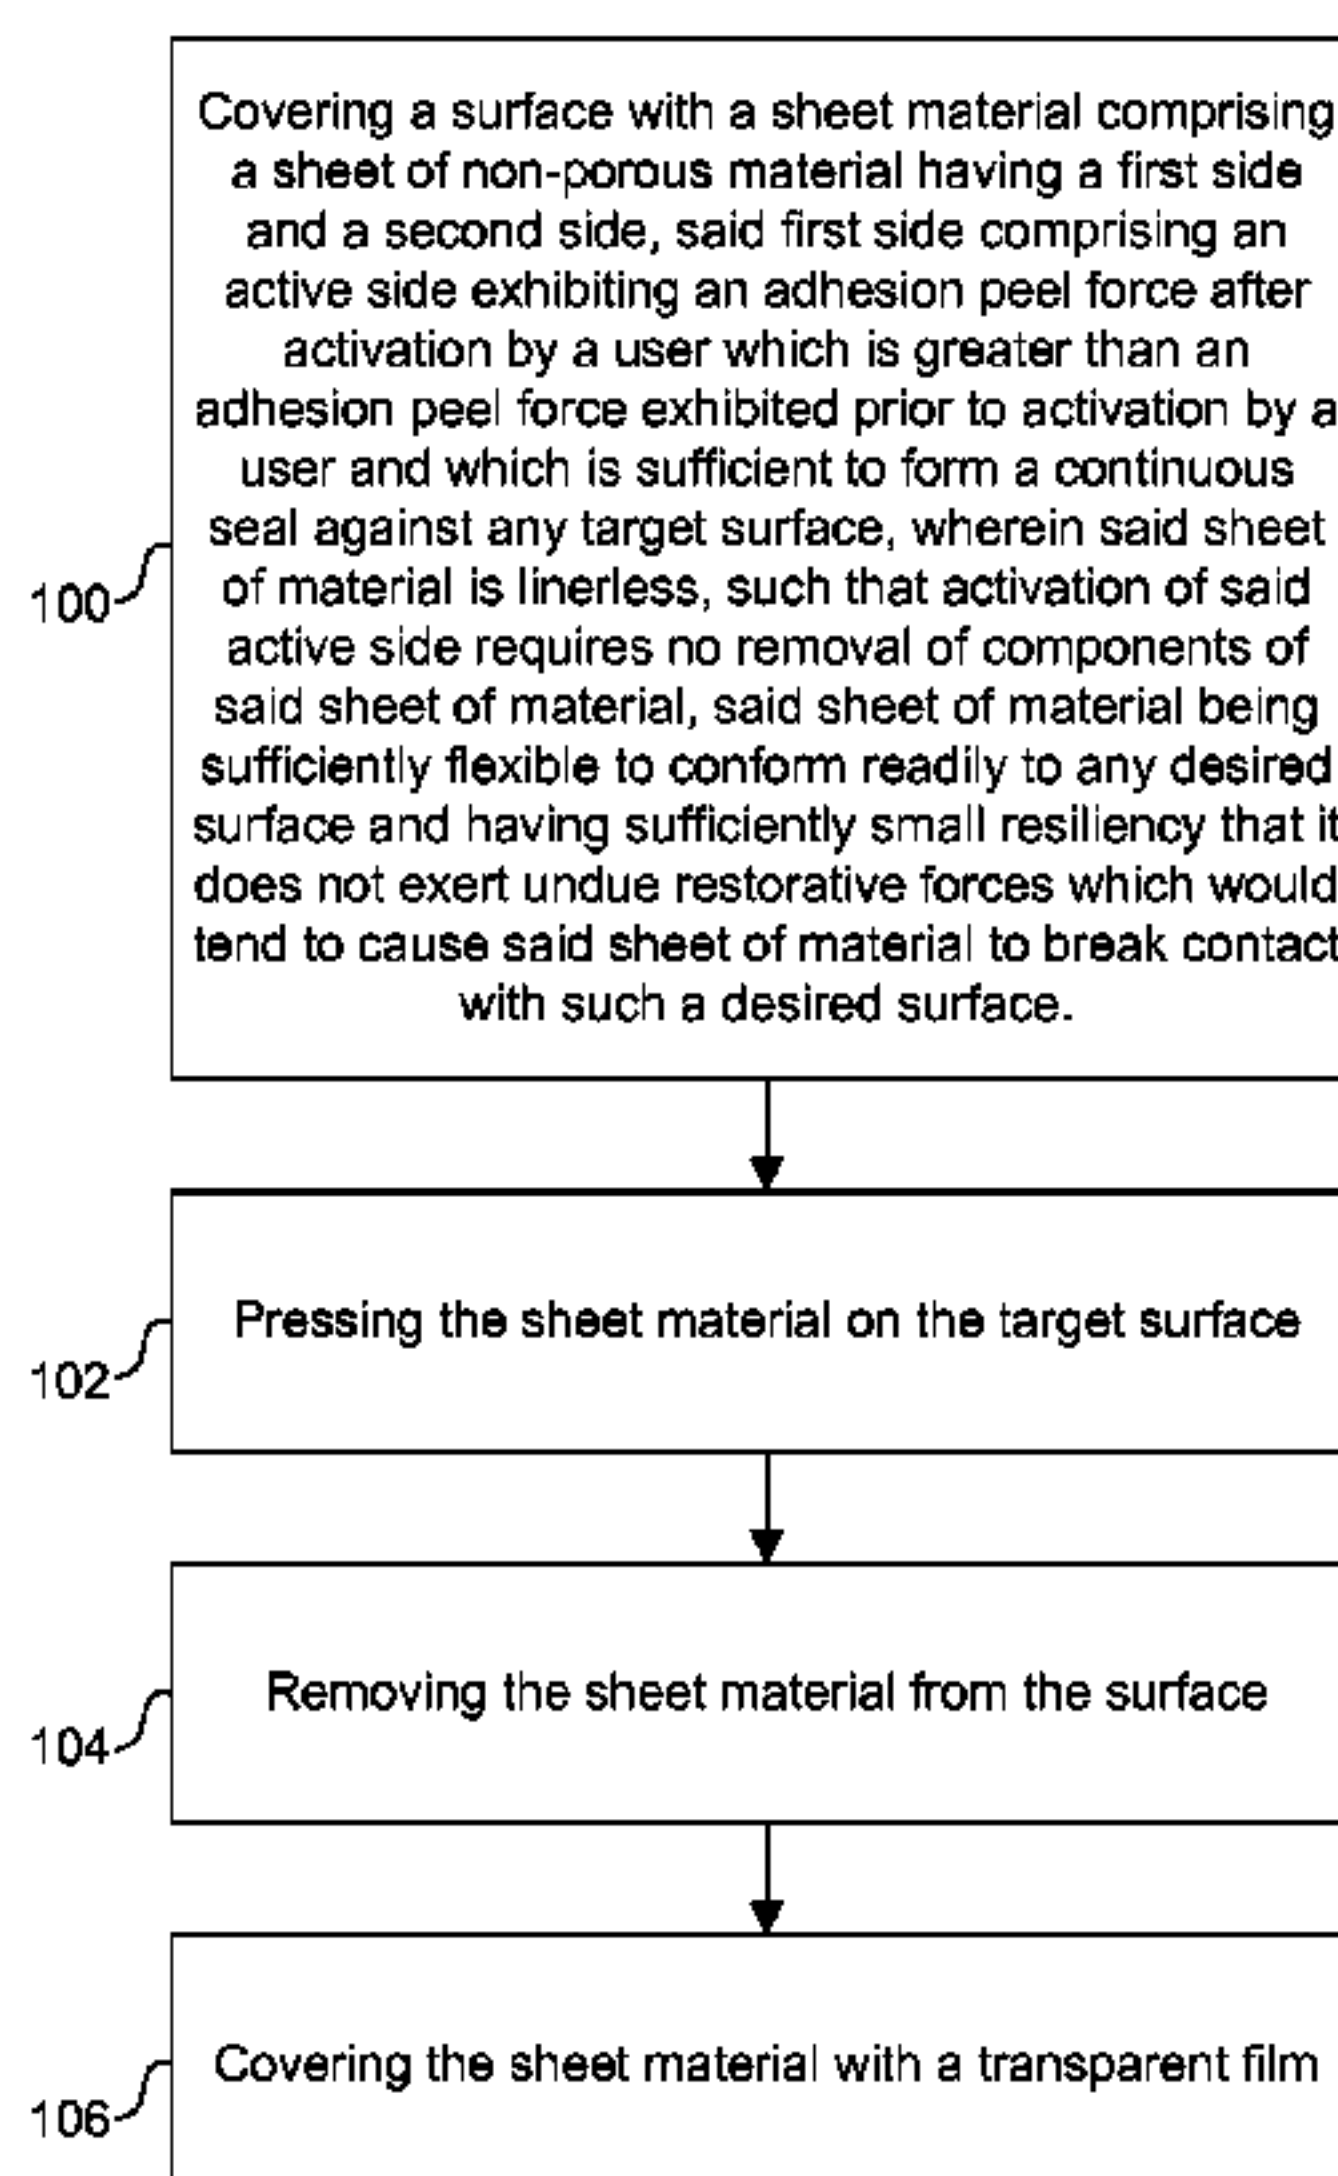 Covering a surface with a sheet material comprising
a sheet of non-porous material having a first side
and a second side, said first side comprising an
active side exhibiting an adhesion peel force after
activation by a user which is greater than an
adhesion peel force exhibited prior to activation by a
user and which is sufficient to form a continuous
seal against any target surface, wherein said sheet
of material is linerless, such that activation of said
active side requires no removal of components of
said sheet of material, said sheet of material being
sufficiently flexible to conform readily to any desired
surface and having sufficiently small resiliency that it
does not exert undue restorative forces which would
tend to cause said sheet of material to break contact
with such a desired surface.
100
Pressing the sheet material on the target surface
102
Removing the sheet material from the surface
104
Covering the sheet material with a transparent film
106